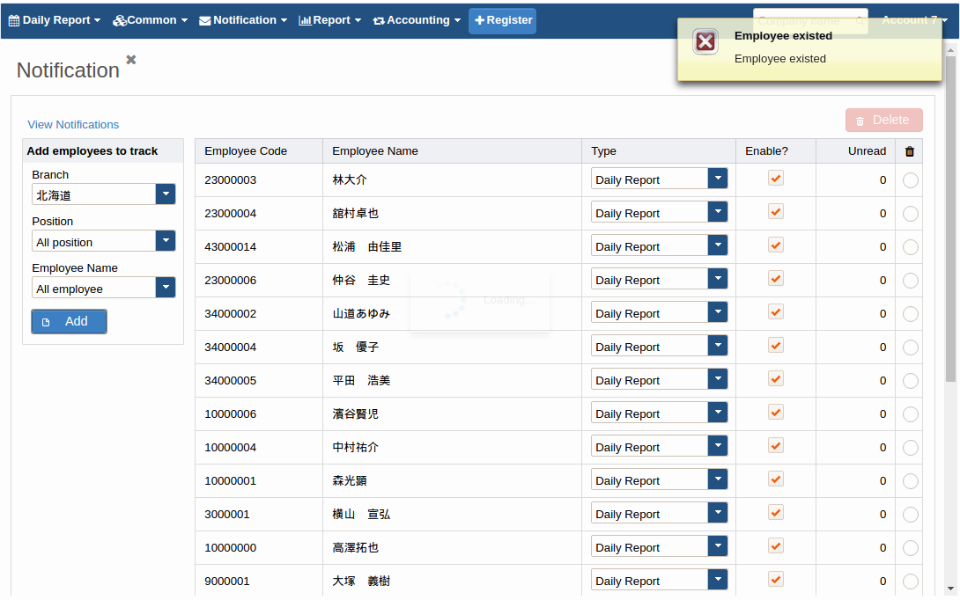 Daily Report Common Notification Report Accounting Register Company name Account 7
Employee existed
Employee existed
Notification
View Notifications
Delete
Add employees to track
Branch
北海道
Position
All position
Employee Name
All employee
Add
Employee Code Employee Name Type Enable? Unread
23000003 林大介 Daily Report 0
23000004 舘村卓也 Daily Report 0
43000014 松浦　由佳里 Daily Report 0
23000006 仲谷　圭史 Daily Report 0
34000002 山道あゆみ Daily Report 0
34000004 坂　優子 Daily Report 0
34000005 平田　浩美 Daily Report 0
10000006 濱谷賢児 Daily Report 0
10000004 中村祐介 Daily Report 0
10000001 森光顕 Daily Report 0
3000001 横山　宣弘 Daily Report 0
10000000 高澤拓也 Daily Report 0
9000001 大塚　義樹 Daily Report 0
Loading...